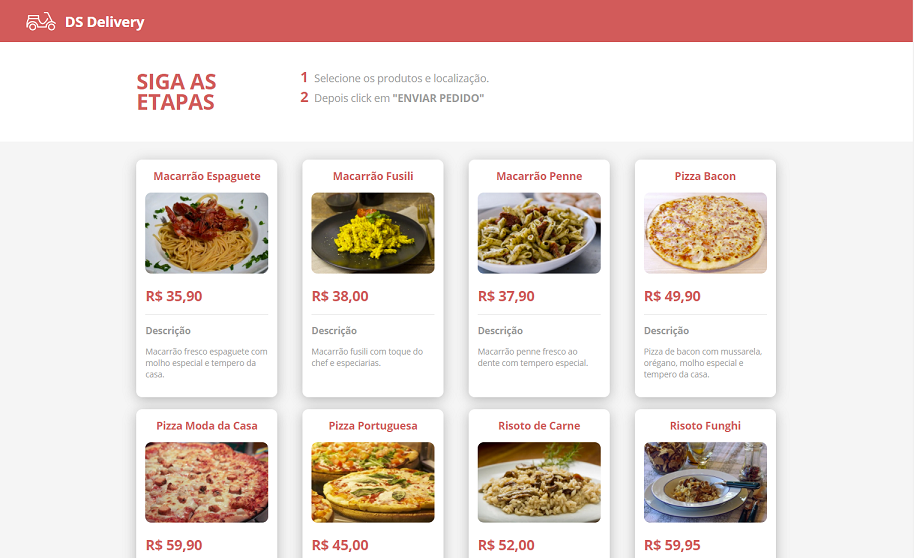 DS Delivery
SIGA AS
ETAPAS
1 Selecione os produtos e localização.
2 Depois click em "ENVIAR PEDIDO"
Macarrão Espaguete
R$ 35,90
Descrição
Macarrão fresco espaguete com
molho especial e tempero da
casa.
Macarrão Fusili
R$ 38,00
Descrição
Macarrão fusili com toque do
chef e especiarias.
Macarrão Penne
R$ 37,90
Descrição
Macarrão penne fresco ao
dente com tempero especial.
Pizza Bacon
R$ 49,90
Descrição
Pizza de bacon com mussarela,
orégano, molho especial e
tempero da casa.
Pizza Moda da Casa
R$ 59,90
Pizza Portuguesa
R$ 45,00
Risoto de Carne
R$ 52,00
Risoto Funghi
R$ 59,95